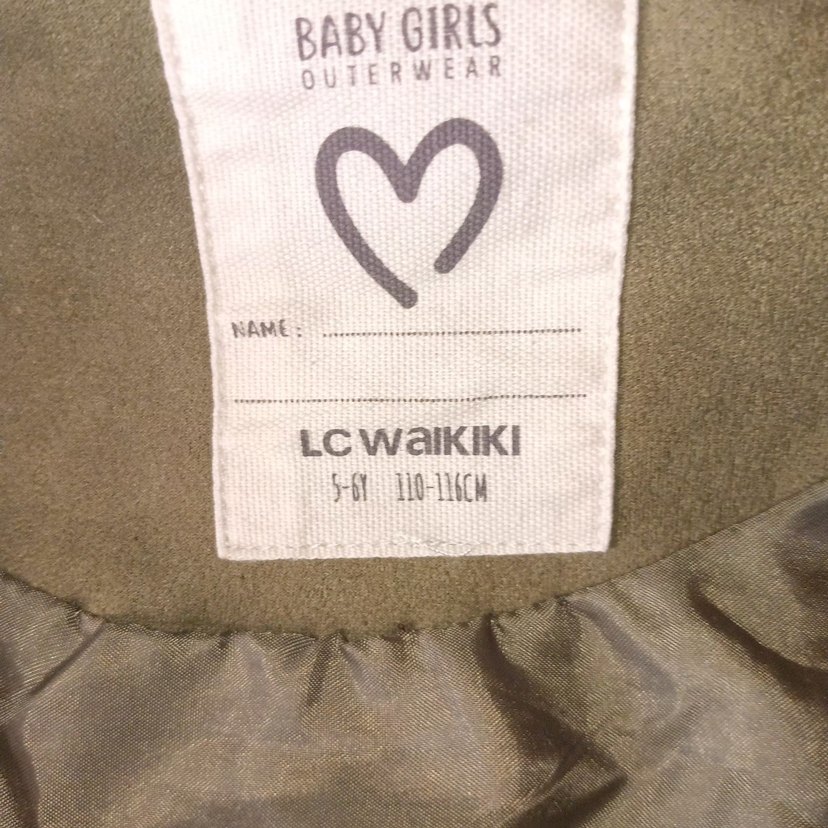 BABY GIRLS
OUTERWEAR
NAME:
LC WAIKIKI
5-6Y 110-116CM